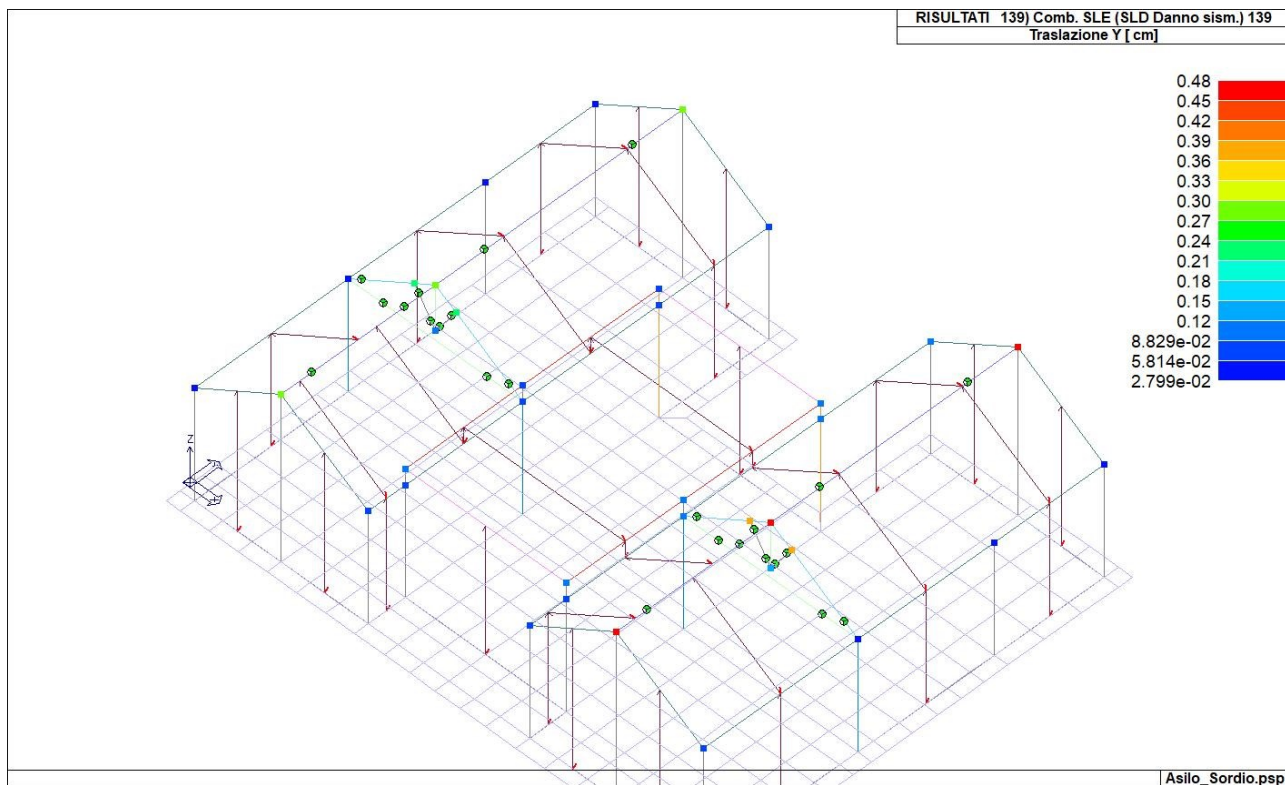 RISULTATI 139) Comb. SLE (SLD Danno sism.) 139
Traslazione Y [ cm]
0.48
0.45
0.42
0.39
0.36
0.33
0.30
0.27
0.24
0.21
0.18
0.15
0.12
8.829e-02
5.814e-02
2.799e-02
Z
Asilo_Sordio.psp